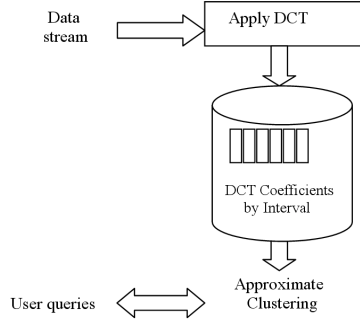 Data
stream
Apply DCT
DCT Coefficients
by Interval
Approximate
Clustering
User queries